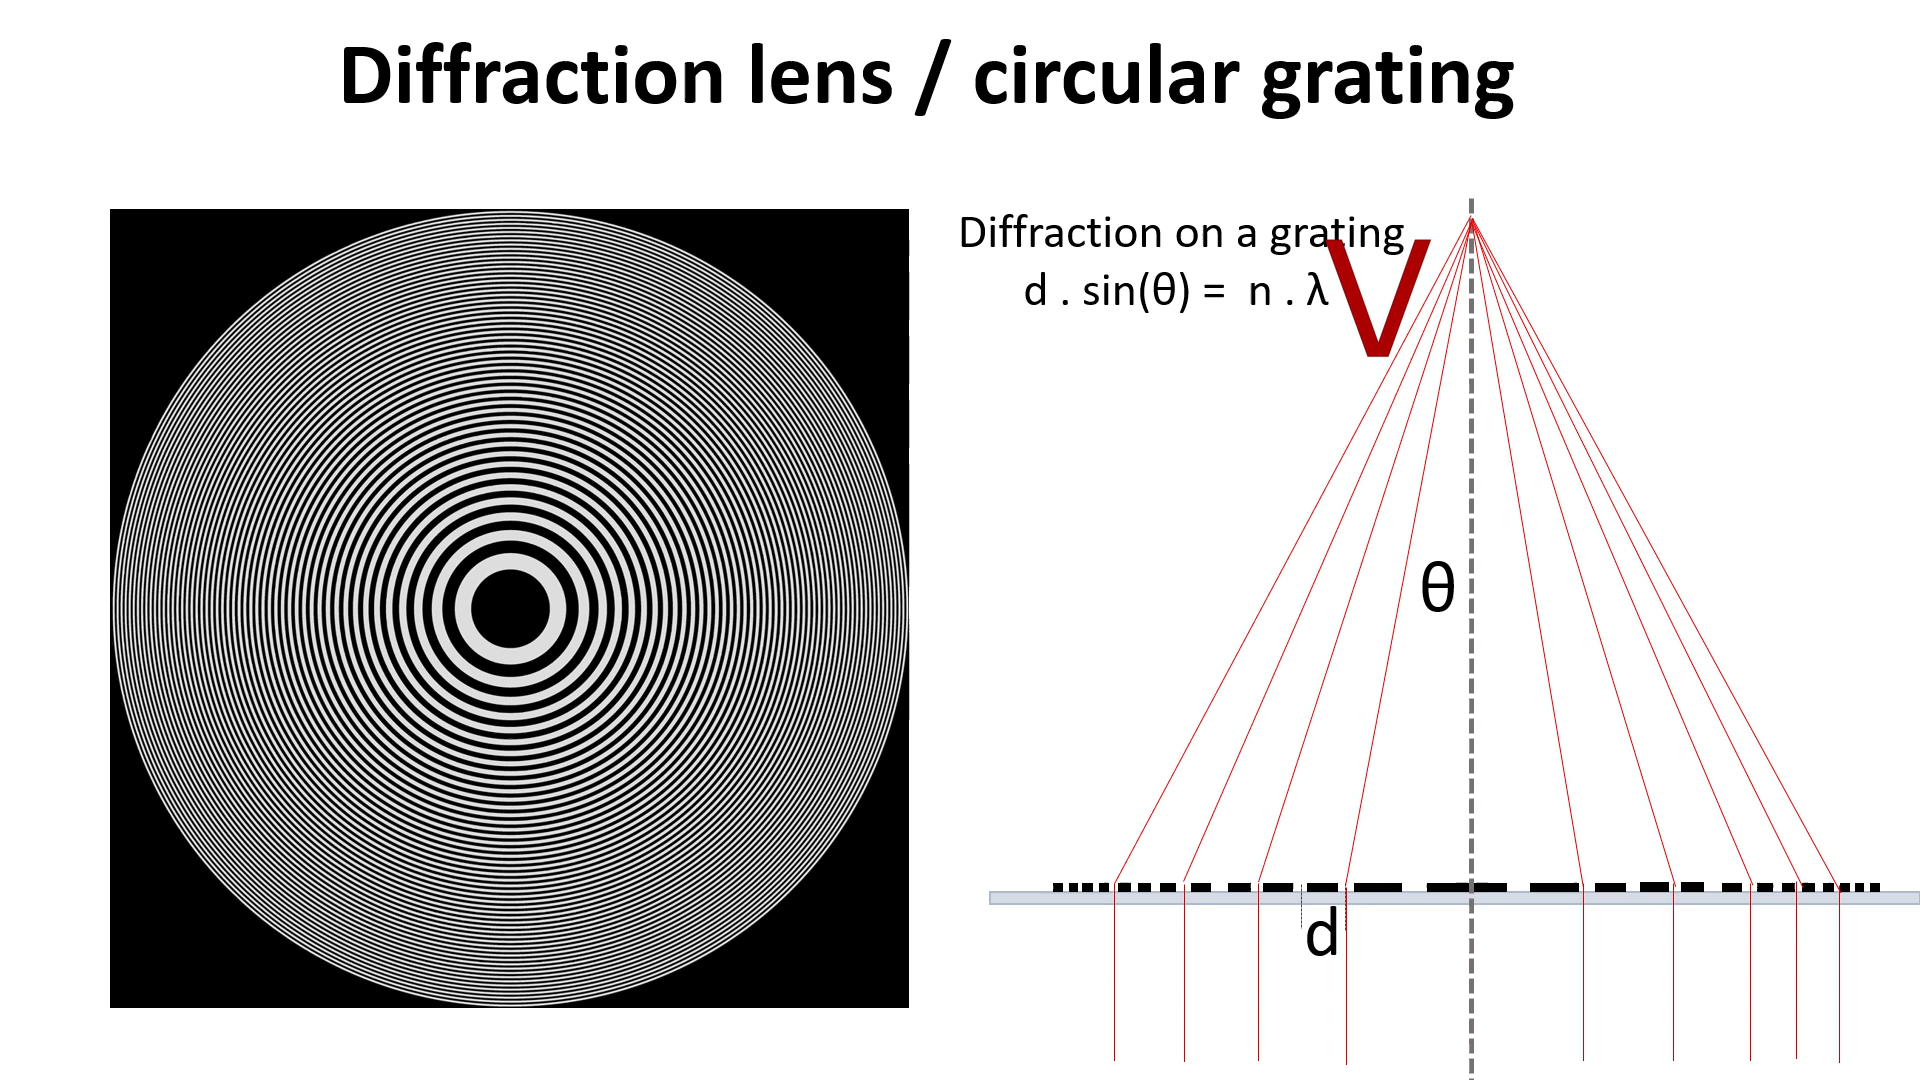 Diffraction lens / circular grating
Diffraction on a grating
d . sin(θ) = n . λ
V
θ
d